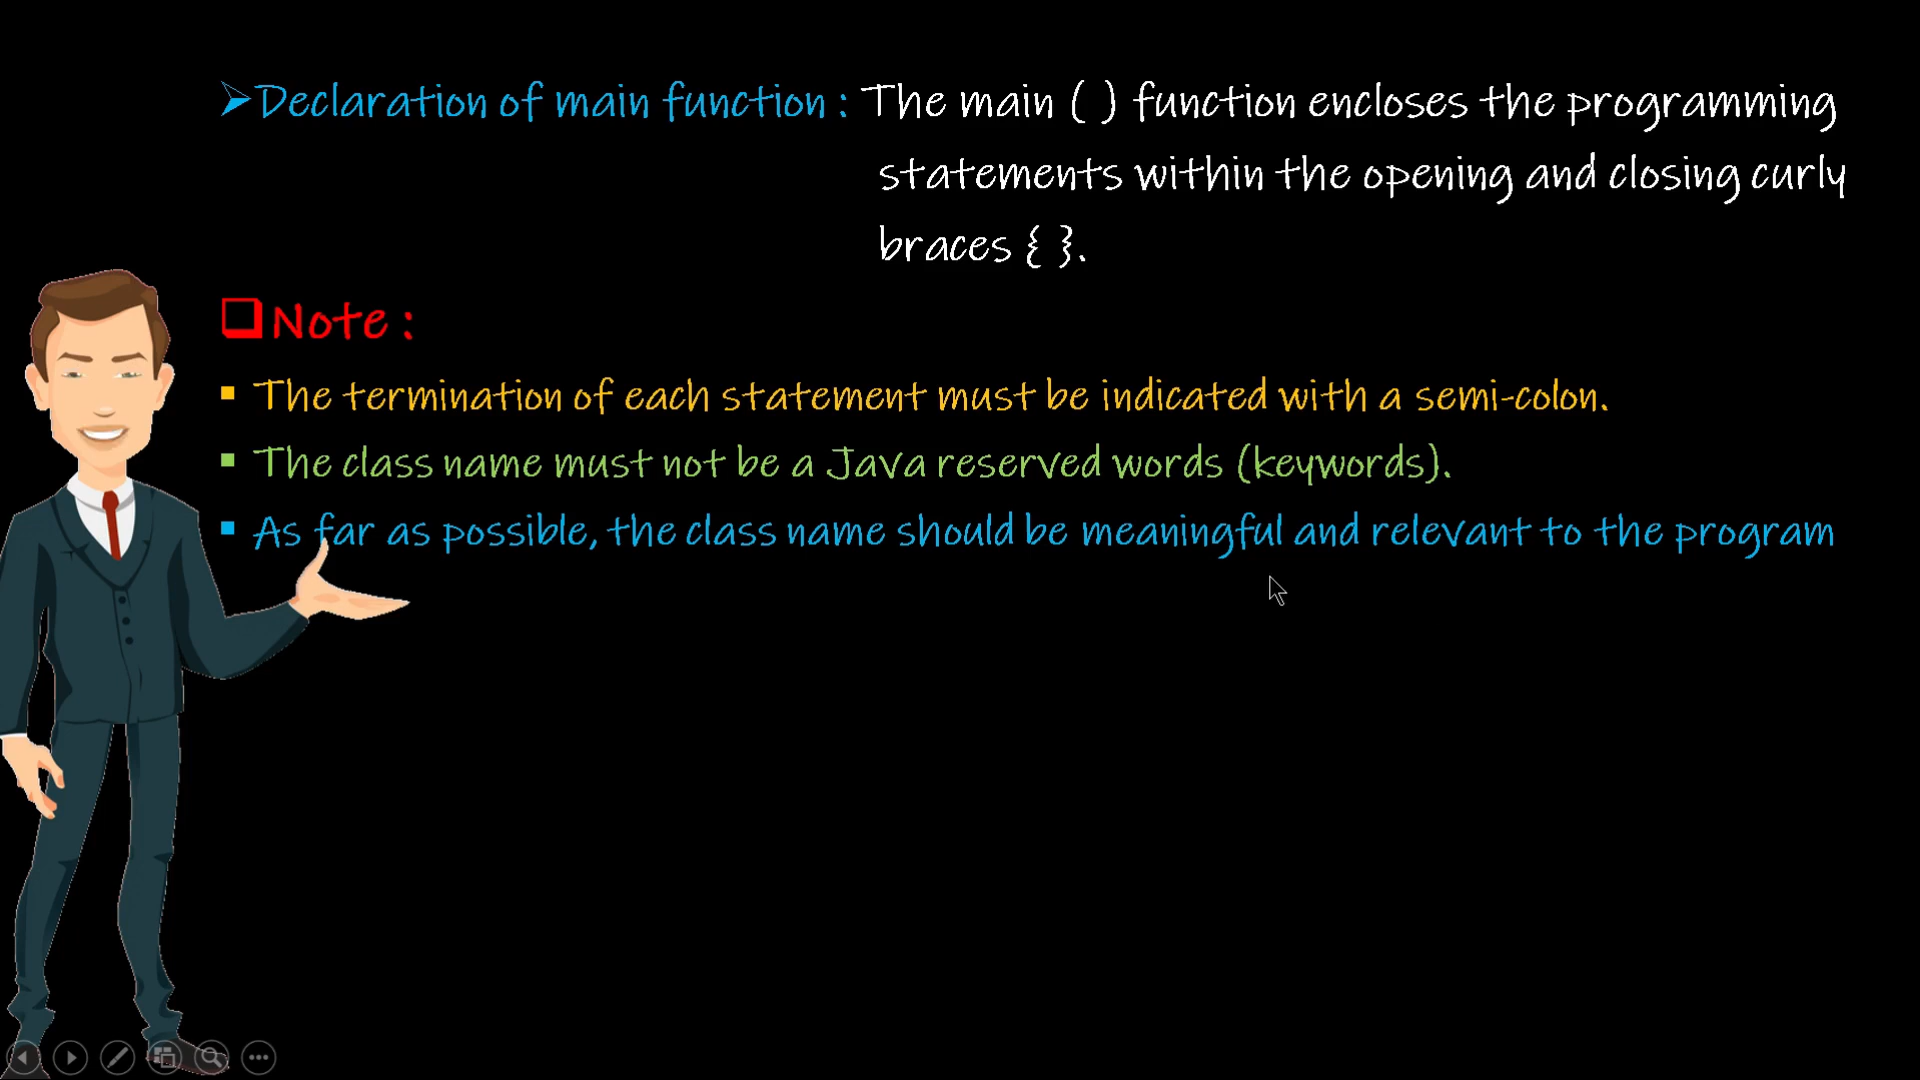 Declaration of main function : The main ( ) function encloses the programming
statements within the opening and closing curly
braces { }.
Note :
The termination of each statement must be indicated with a semi-colon.
The class name must not be a Java reserved words (keywords).
As far as possible, the class name should be meaningful and relevant to the program